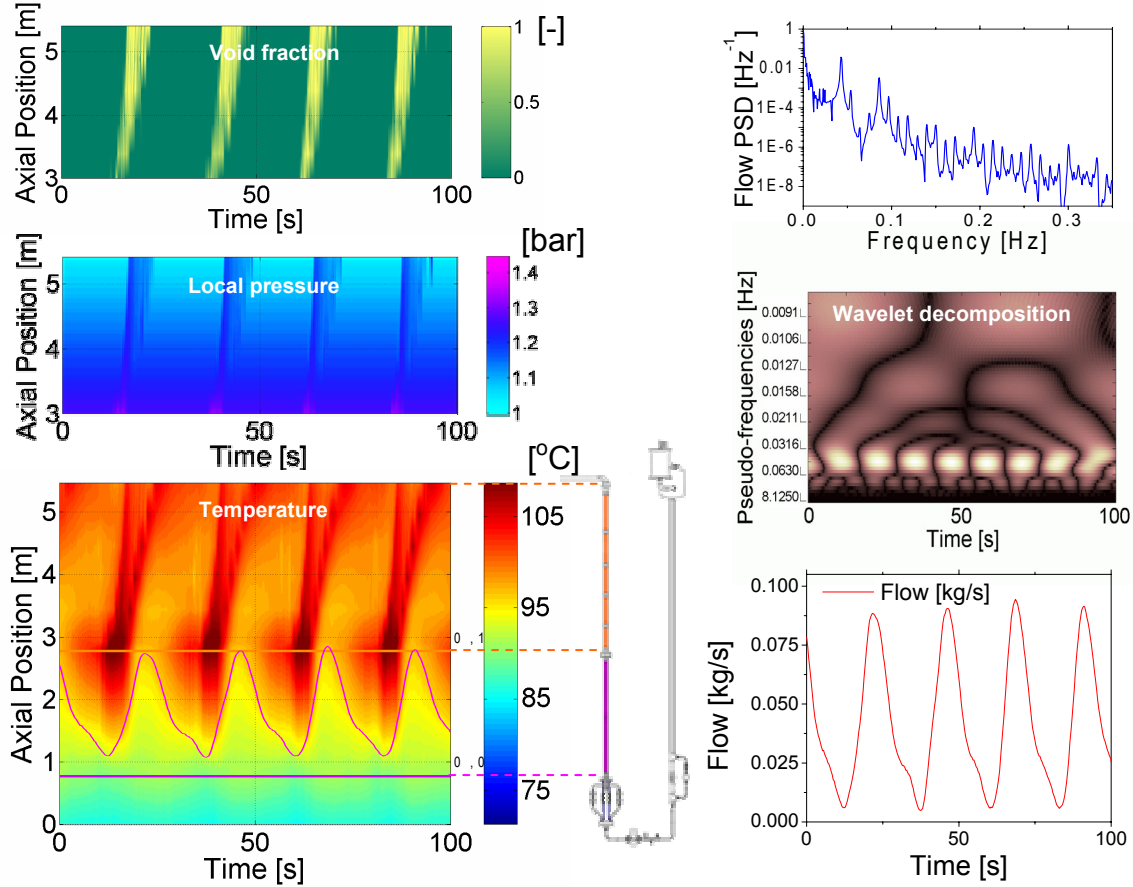 [-]
Void fraction
Axial Position [m]
5
4
3
0
50
100
Time [s]
1
0.5
0
[bar]
Local pressure
Axial Position [m]
5
4
3
0
50
100
Time [s]
1.4
1.3
1.2
1.1
1
[°C]
Temperature
Axial Position [m]
5
4
3
2
1
0
0
50
100
Time [s]
0,1
0,0
105
95
85
75
Flow PSD [Hz-1]
1
0.01
1E-4
1E-6
1E-8
0.0
0.1
0.2
0.3
Frequency [Hz]
Wavelet decomposition
Pseudo-frequencies [Hz]
0.0091
0.0106
0.0127
0.0158
0.0211
0.0316
0.0630
8.1250
0
50
100
Time [s]
Flow [kg/s]
Flow [kg/s]
0.100
0.075
0.050
0.025
0.000
0
50
100
Time [s]